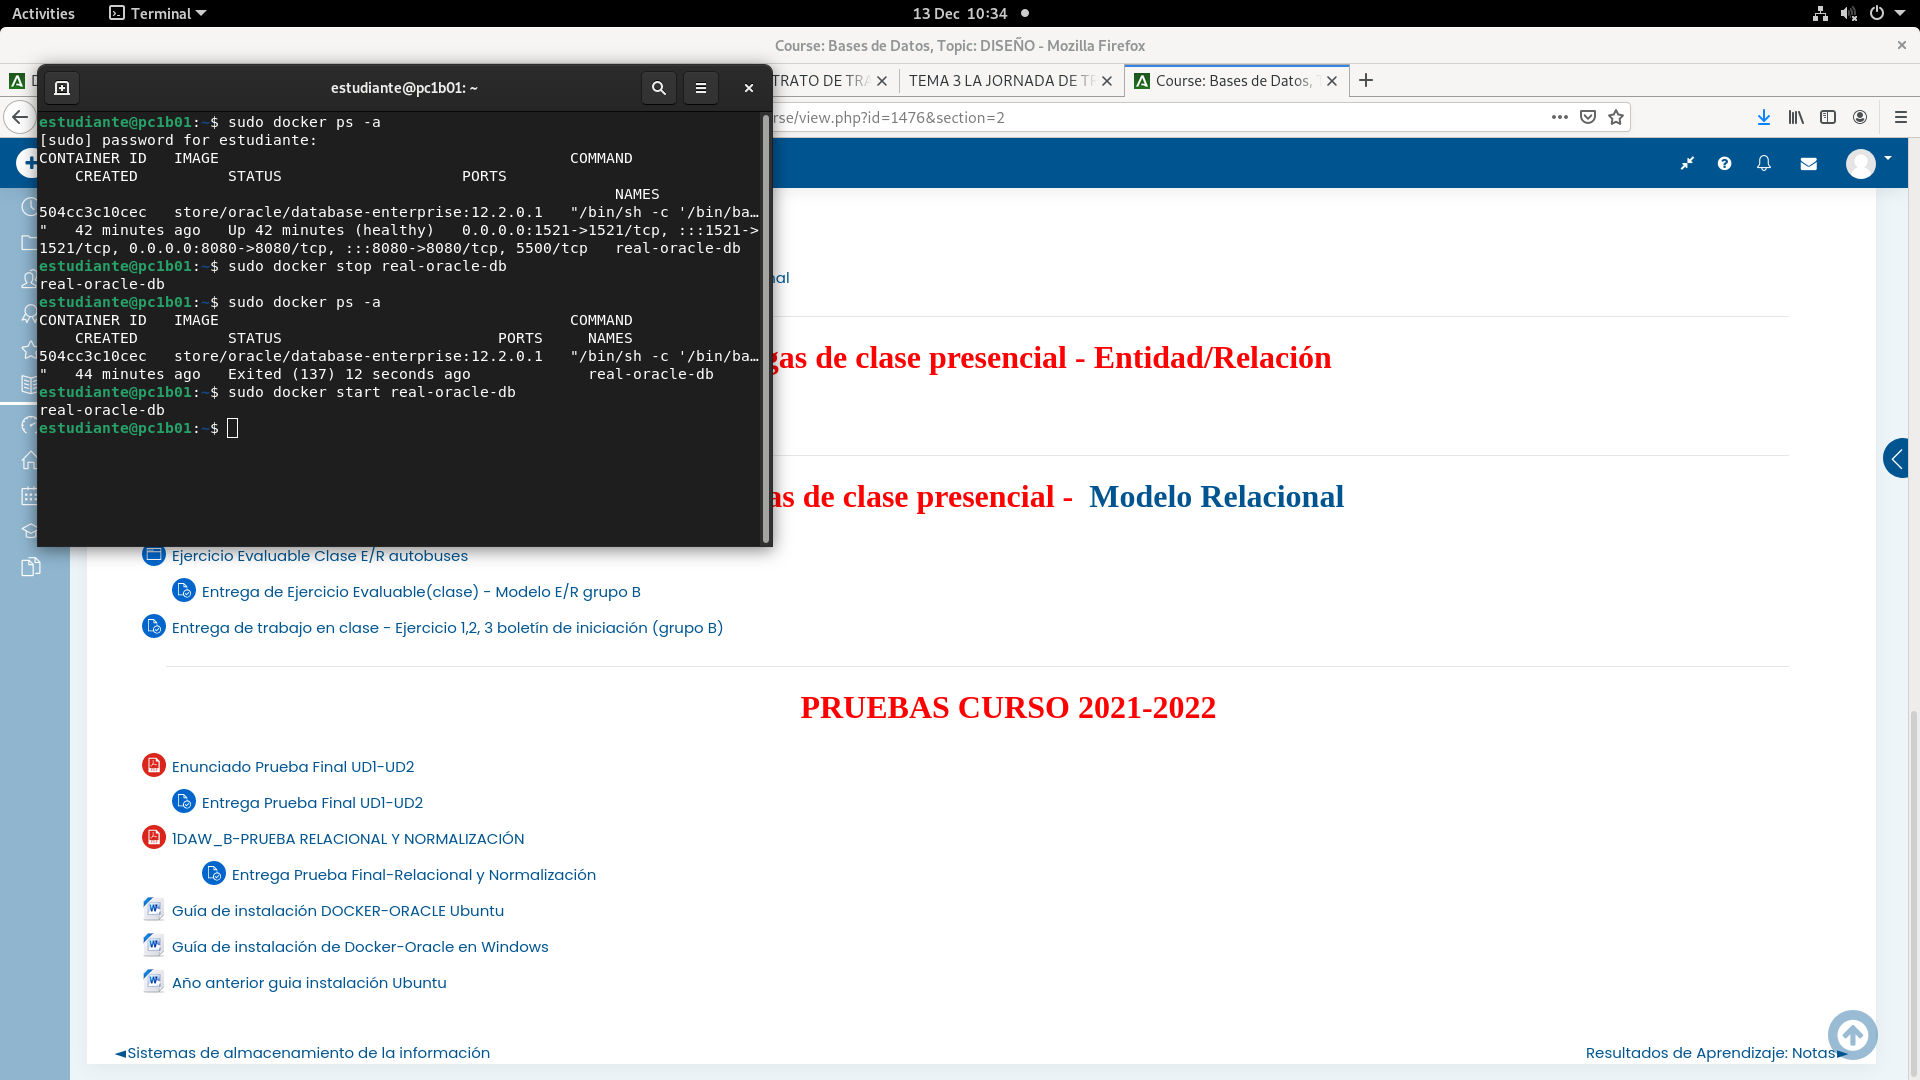 Activities
Terminal
13 Dec 10:34
Course: Bases de Datos, Topic: DISEÑO - Mozilla Firefox
TRATO DE TRA
TEMA 3 LA JORNADA DE TR
Course: Bases de Datos, T
rse/view.php?id=1476&section=2
estudiante@pc1b01: ~
estudiante@pc1b01:~$ sudo docker ps -a
[sudo] password for estudiante:
CONTAINER ID   IMAGE                                       COMMAND
    CREATED          STATUS                    PORTS
                                                                NAMES
504cc3c10cec   store/oracle/database-enterprise:12.2.0.1   "/bin/sh -c '/bin/ba…
"   42 minutes ago   Up 42 minutes (healthy)   0.0.0.0:1521->1521/tcp, :::1521->
1521/tcp, 0.0.0.0:8080->8080/tcp, :::8080->8080/tcp, 5500/tcp   real-oracle-db
estudiante@pc1b01:~$ sudo docker stop real-oracle-db
real-oracle-db
estudiante@pc1b01:~$ sudo docker ps -a
CONTAINER ID   IMAGE                                       COMMAND
    CREATED          STATUS                        PORTS     NAMES
504cc3c10cec   store/oracle/database-enterprise:12.2.0.1   "/bin/sh -c '/bin/ba…
"   44 minutes ago   Exited (137) 12 seconds ago             real-oracle-db
estudiante@pc1b01:~$ sudo docker start real-oracle-db
real-oracle-db
estudiante@pc1b01:~$
nal
gas de clase presencial - Entidad/Relación
as de clase presencial - Modelo Relacional
Ejercicio Evaluable Clase E/R autobuses
Entrega de Ejercicio Evaluable(clase) - Modelo E/R grupo B
Entrega de trabajo en clase - Ejercicio 1,2, 3 boletín de iniciación (grupo B)
PRUEBAS CURSO 2021-2022
Enunciado Prueba Final UD1-UD2
Entrega Prueba Final UD1-UD2
1DAW_B-PRUEBA RELACIONAL Y NORMALIZACIÓN
Entrega Prueba Final-Relacional y Normalización
Guía de instalación DOCKER-ORACLE Ubuntu
Guía de instalación de Docker-Oracle en Windows
Año anterior guia instalación Ubuntu
◄Sistemas de almacenamiento de la información
Resultados de Aprendizaje: Notas►